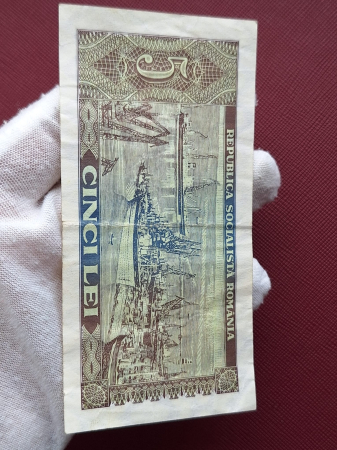 5
REPUBLICA SOCIALISTĂ ROMÂNIA
CINCI LEI